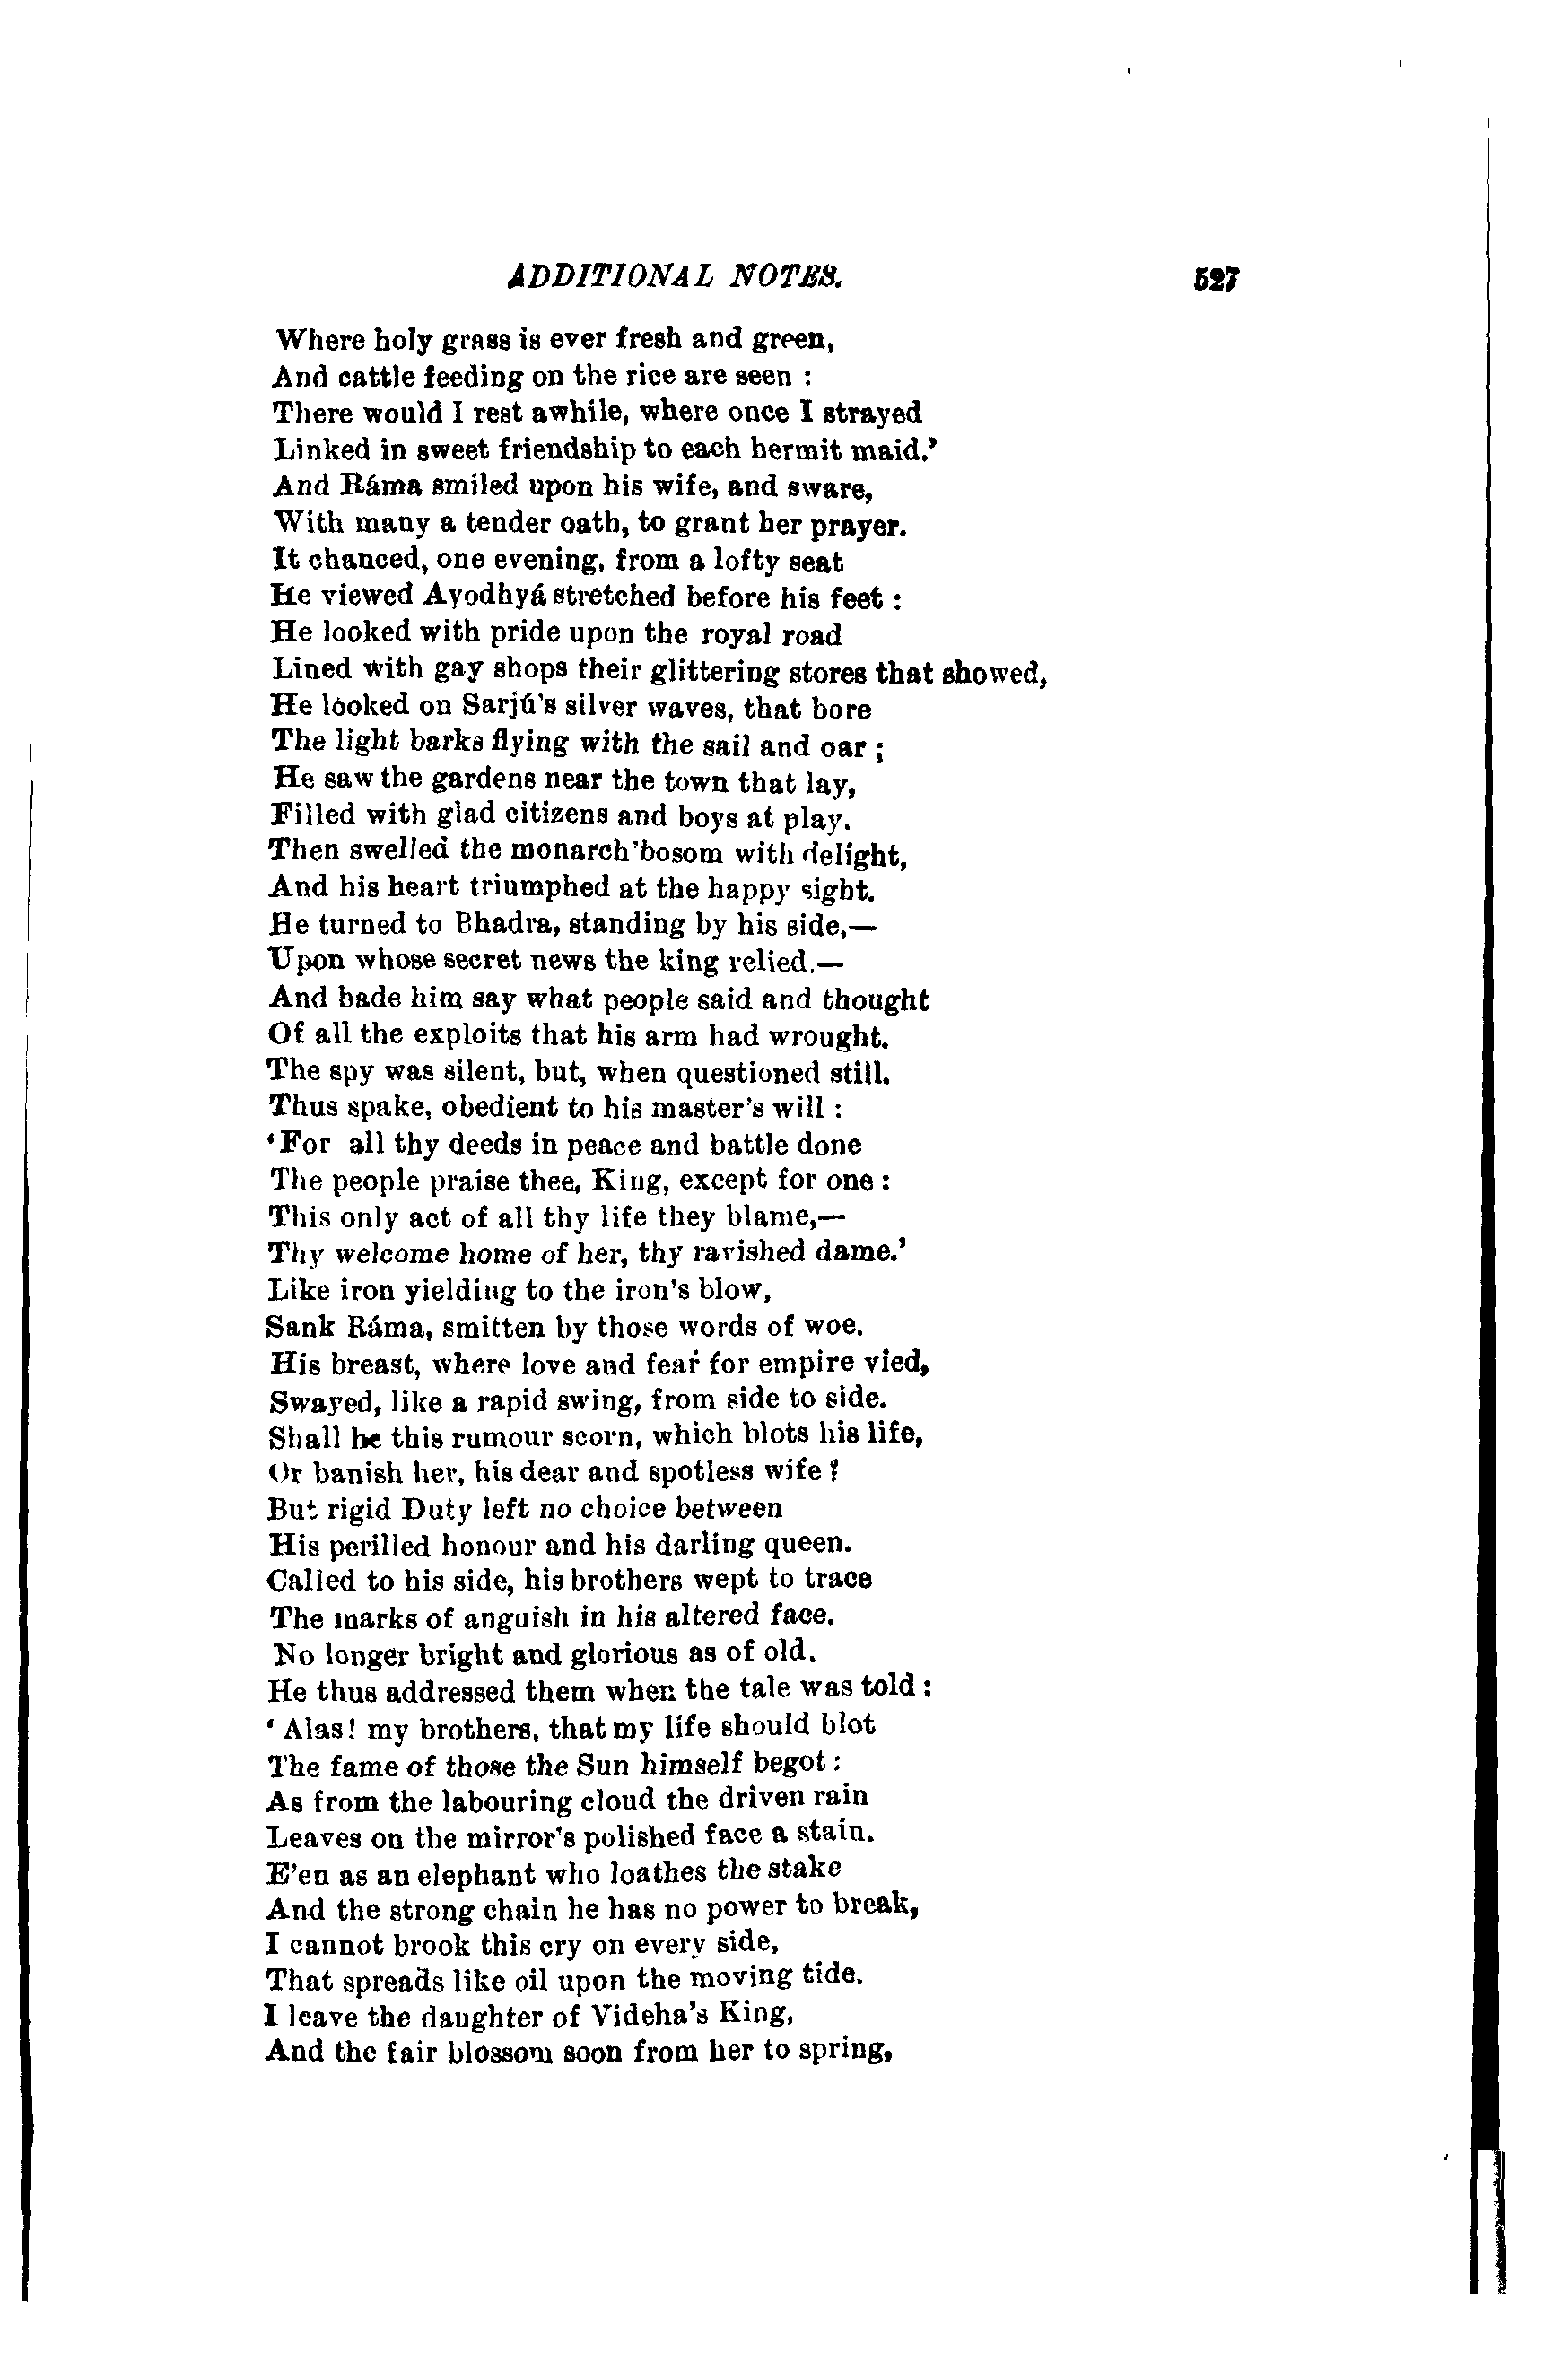 ADDITIONAL NOTES. 527
Where holy grass is ever fresh and green,
And cattle feeding on the rice are seen :
There would I rest awhile, where once I strayed
Linked in sweet friendship to each hermit maid.’
And Ráma smiled upon his wife, and sware,
With many a tender oath, to grant her prayer.
It chanced, one evening, from a lofty seat
He viewed Ayodhyá stretched before his feet :
He looked with pride upon the royal road
Lined with gay shops their glittering stores that showed,
He looked on Sarjú's silver waves, that bore
The light barks flying with the sail and oar ;
He saw the gardens near the town that lay,
Filled with glad citizens and boys at play.
Then swelled the monarch'bosom with delight,
And his heart triumphed at the happy sight.
He turned to Bhadra, standing by his side,—
Upon whose secret news the king relied.—
And bade him say what people said and thought
Of all the exploits that his arm had wrought.
The spy was silent, but, when questioned still.
Thus spake, obedient to his master's will :
‘For all thy deeds in peace and battle done
The people praise thee, King, except for one :
This only act of all thy life they blame,—
Thy welcome home of her, thy ravished dame.’
Like iron yielding to the iron's blow,
Sank Ráma, smitten by those words of woe.
His breast, where love and fear for empire vied,
Swayed, like a rapid swing, from side to side.
Shall he this rumour scorn, which blots his life,
Or banish her, his dear and spotless wife ?
But rigid Duty left no choice between
His perilled honour and his darling queen.
Called to his side, his brothers wept to trace
The marks of anguish in his altered face.
No longer bright and glorious as of old.
He thus addressed them when the tale was told :
‘ Alas! my brothers, that my life should blot
The fame of those the Sun himself begot :
As from the labouring cloud the driven rain
Leaves on the mirror's polished face a stain.
E'en as an elephant who loathes the stake
And the strong chain he has no power to break,
I cannot brook this cry on every side,
That spreads like oil upon the moving tide.
I leave the daughter of Videha's King,
And the fair blossom soon from her to spring,